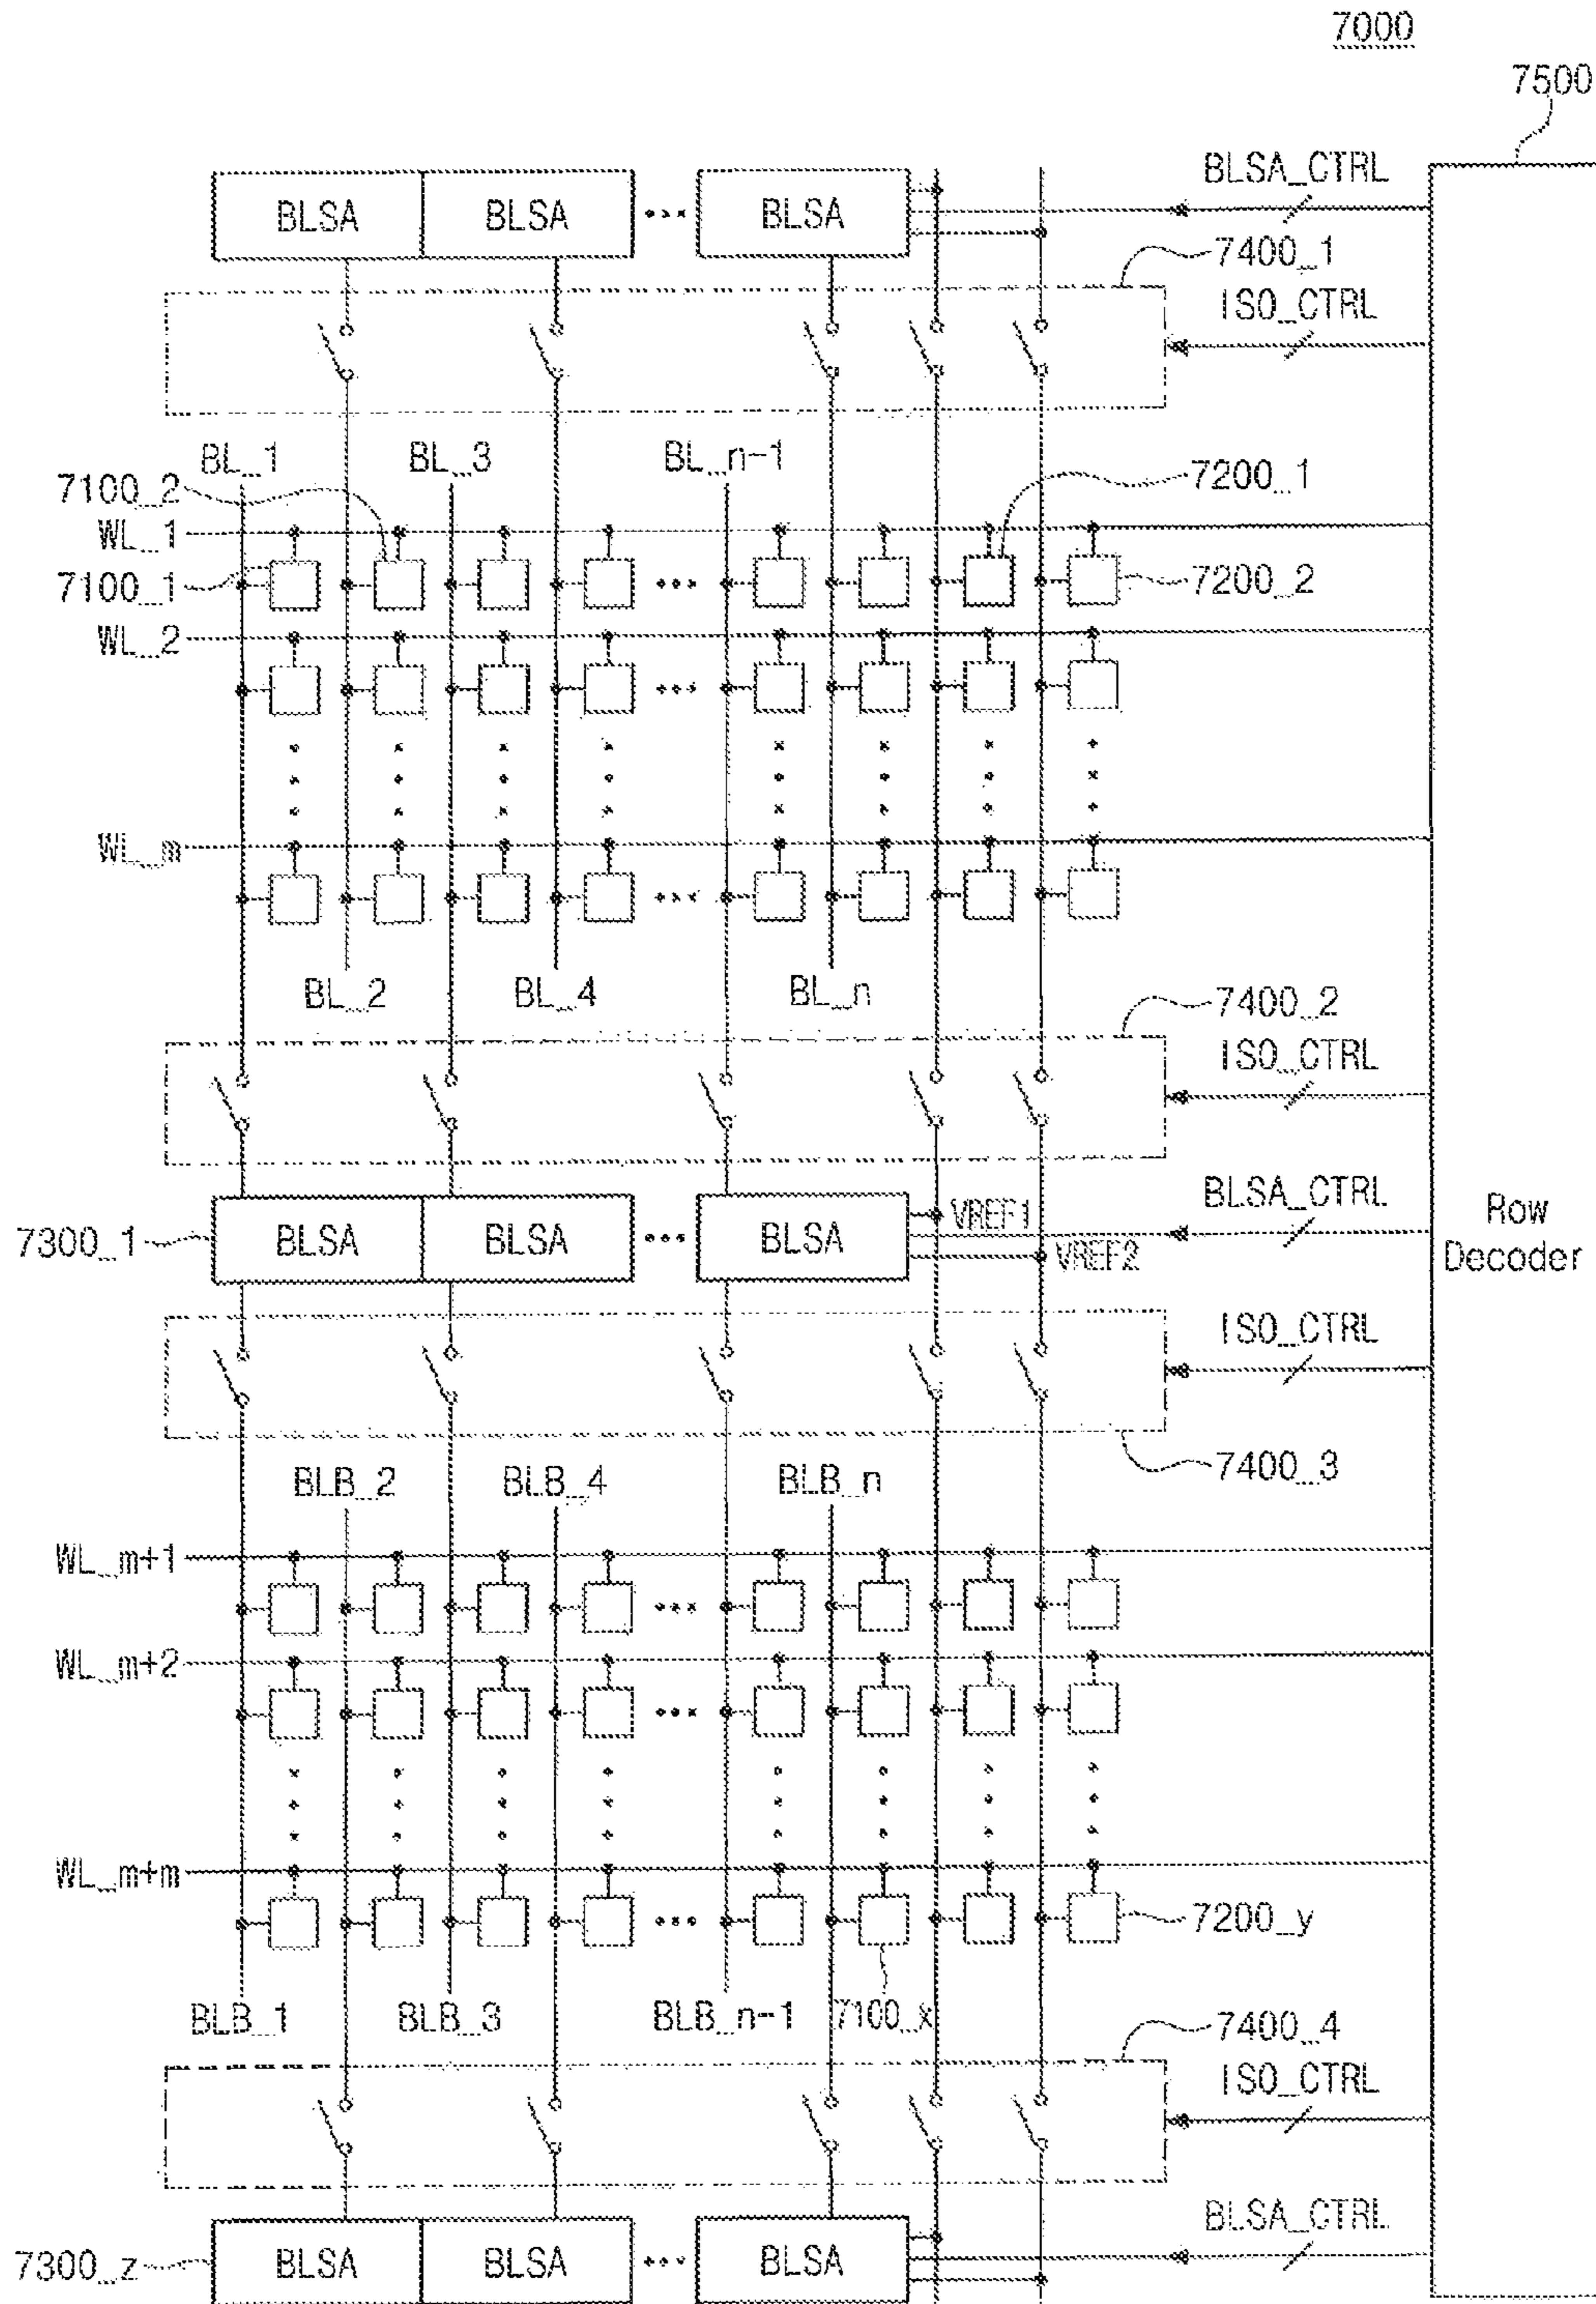 7000
7500
BLSA_CTRL
BLSA BLSA ••• BLSA
7400_1
ISO_CTRL
BL_1 BL_3 BL_n-1
7100_2 7200_1
WL_1
7100_1 ••• 7200_2
WL_2
•••
WL_m
•••
BL_2 BL_4 BL_n
7400_2
ISO_CTRL
BLSA_CTRL
VREF1
7300_1 BLSA BLSA ••• BLSA
VREF2
Row
Decoder
ISO_CTRL
7400_3
BLB_2 BLB_4 BLB_n
WL_m+1
•••
WL_m+2
•••
WL_m+m
••• 7200_y
BLB_1 BLB_3 BLB_n-1 7100_x
7400_4
ISO_CTRL
BLSA_CTRL
7300_z BLSA BLSA ••• BLSA